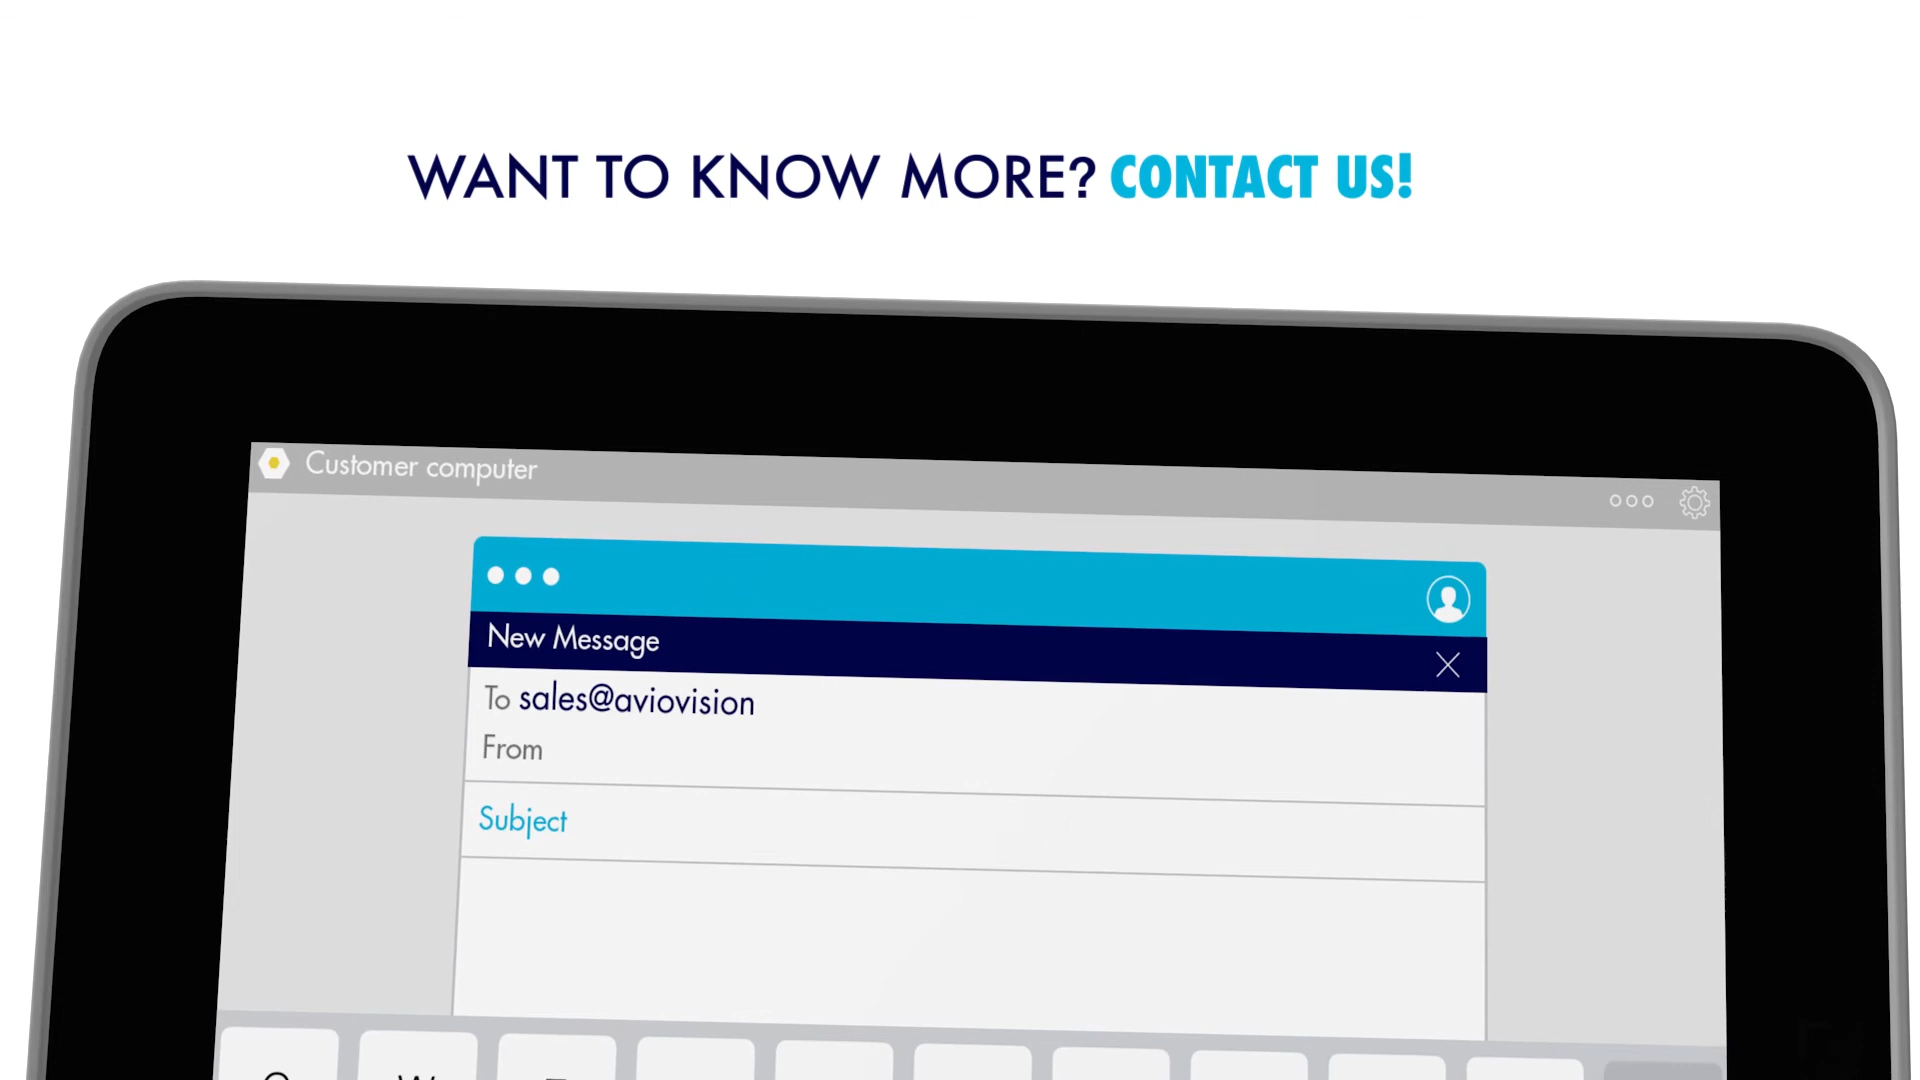 WANT TO KNOW MORE? CONTACT US!
Customer computer
New Message
To sales@aviovision
From
Subject
W